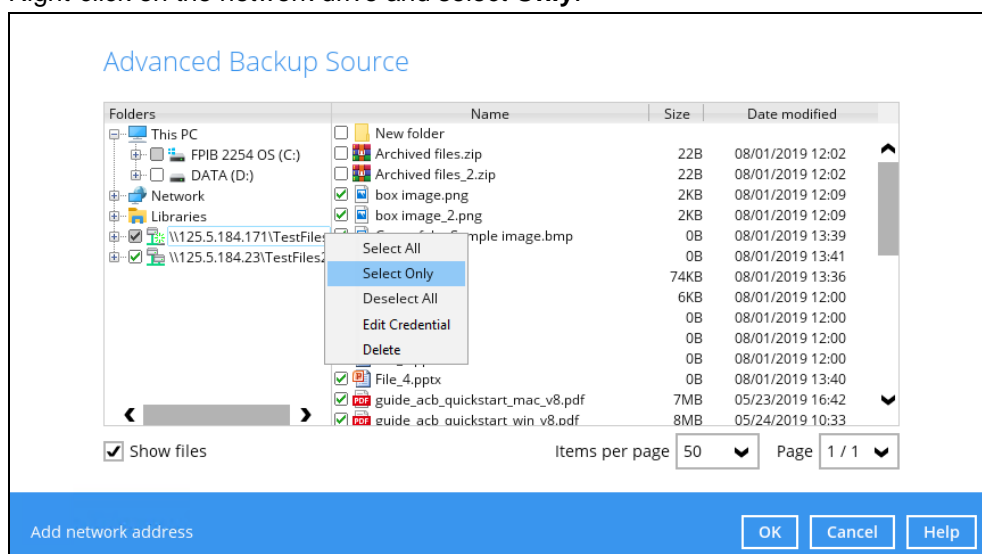 Right-click on the network drive and select Only.
Advanced Backup Source
Folders Name Size Date modified
This PC New folder
FPIB 2254 OS (C:) Archived files.zip 22B 08/01/2019 12:02
DATA (D:) Archived files_2.zip 22B 08/01/2019 12:02
Network box image.png 2KB 08/01/2019 12:09
Libraries box image_2.png 2KB 08/01/2019 12:09
\\125.5.184.171\TestFiles mple image.bmp 0B 08/01/2019 13:39
\\125.5.184.23\TestFiles2 Select All 0B 08/01/2019 13:41
Select Only 74KB 08/01/2019 13:36
Deselect All 6KB 08/01/2019 12:00
Edit Credential 0B 08/01/2019 12:00
0B 08/01/2019 12:00
Delete 0B 08/01/2019 12:00
File_4.pptx 0B 08/01/2019 13:40
guide_acb_quickstart_mac_v8.pdf 7MB 05/23/2019 16:42
guide_acb_quickstart_win_v8.pdf 8MB 05/24/2019 10:33
Show files Items per page 50 Page 1 / 1
Add network address OK Cancel Help